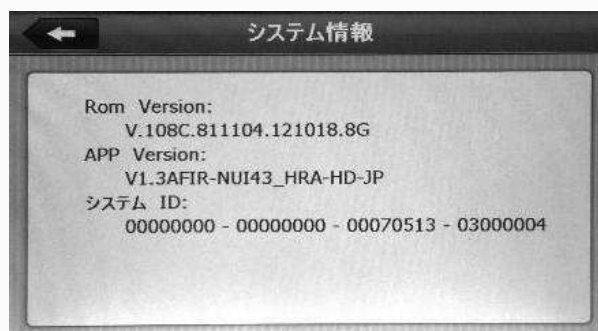 システム情報
Rom Version:
V.108C.811104.121018.8G
APP Version:
V1.3AFIR-NUI43_HRA-HD-JP
システム ID:
00000000 - 00000000 - 00070513 - 03000004